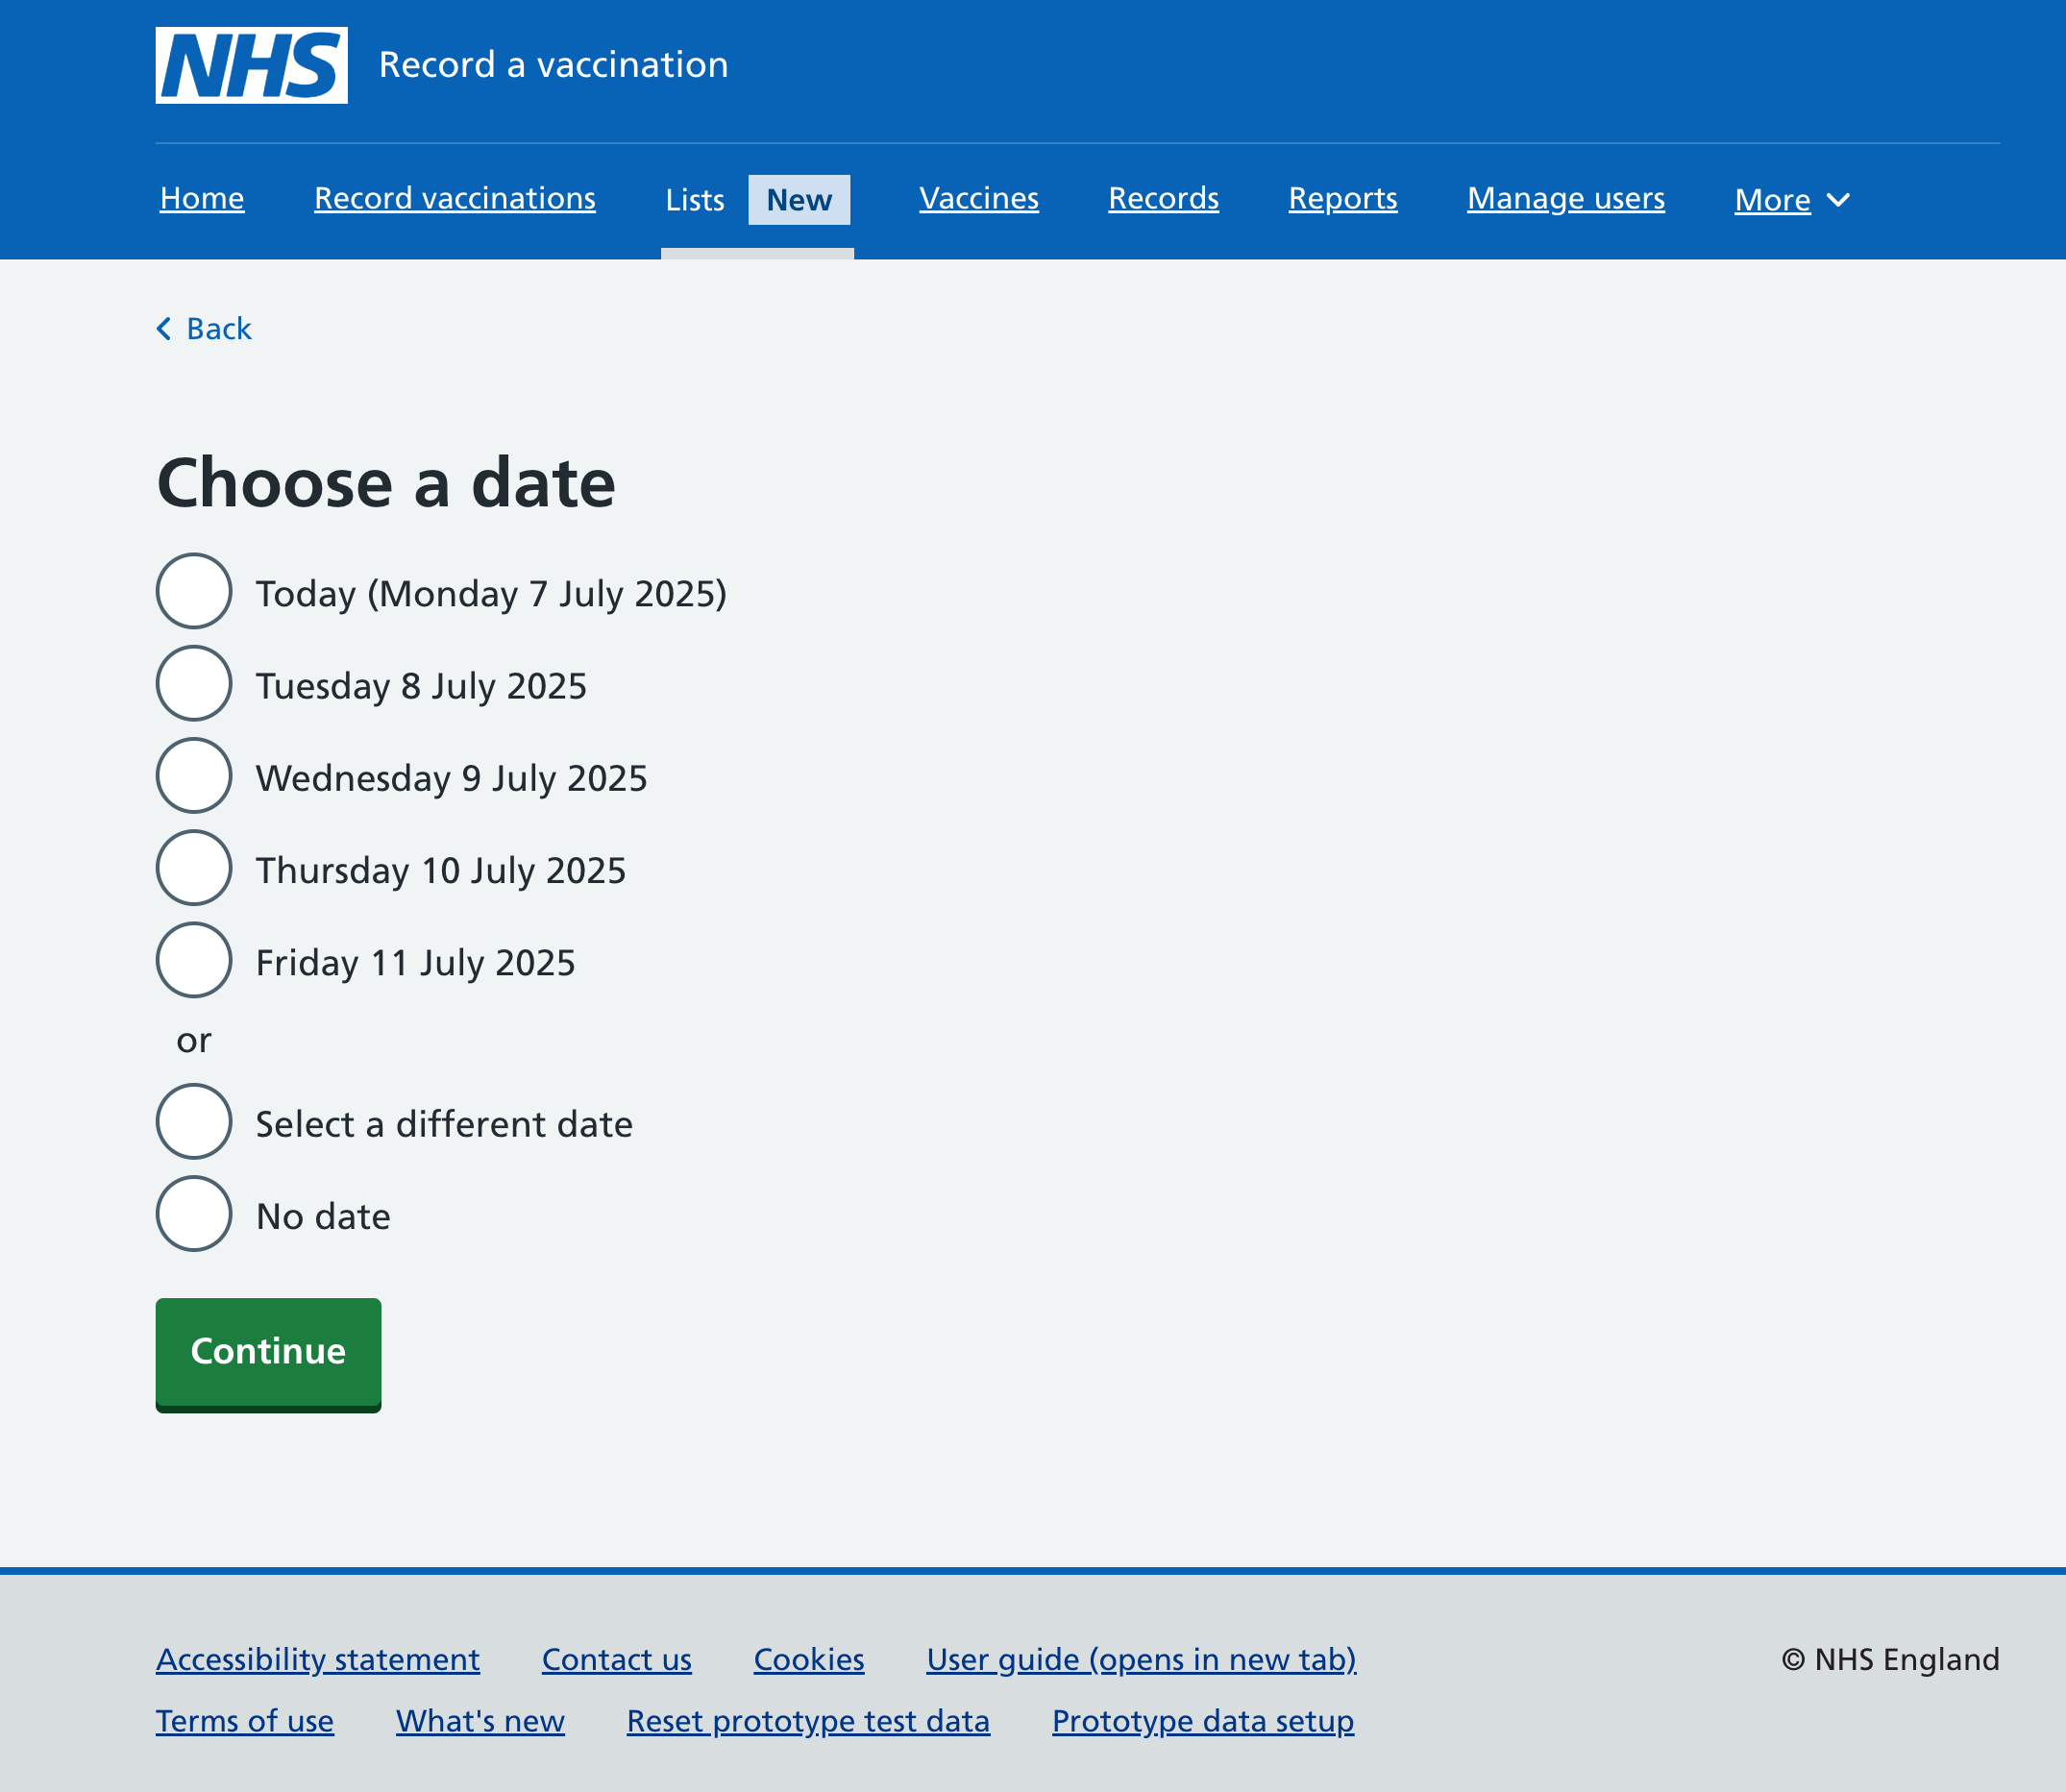 NHS Record a vaccination
Home Record vaccinations Lists New Vaccines Records Reports Manage users More
Back
Choose a date
Today (Monday 7 July 2025)
Tuesday 8 July 2025
Wednesday 9 July 2025
Thursday 10 July 2025
Friday 11 July 2025
or
Select a different date
No date
Continue
Accessibility statement Contact us Cookies User guide (opens in new tab) © NHS England
Terms of use What's new Reset prototype test data Prototype data setup